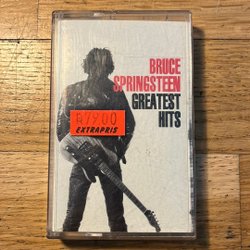 BRUCE
SPRINGSTEEN
GREATEST
HITS
79.00
EXTRAPRIS